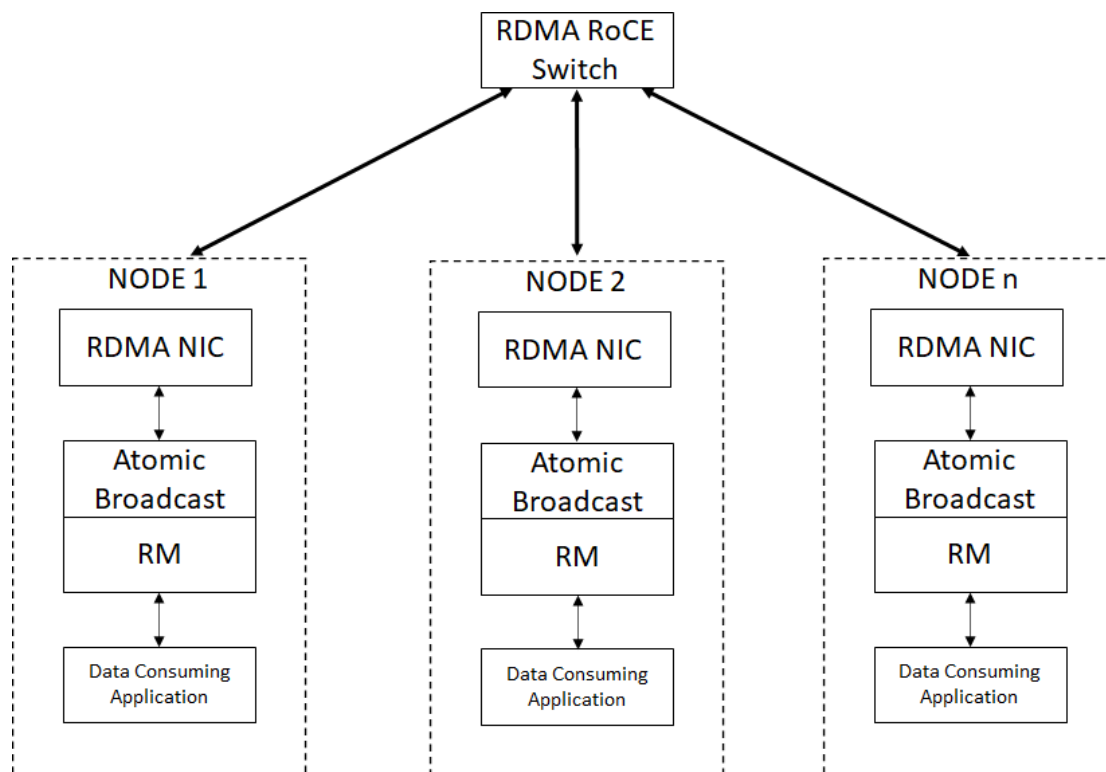 RDMA RoCE
Switch
NODE 1
RDMA NIC
Atomic
Broadcast
RM
Data Consuming
Application
NODE 2
RDMA NIC
Atomic
Broadcast
RM
Data Consuming
Application
NODE n
RDMA NIC
Atomic
Broadcast
RM
Data Consuming
Application